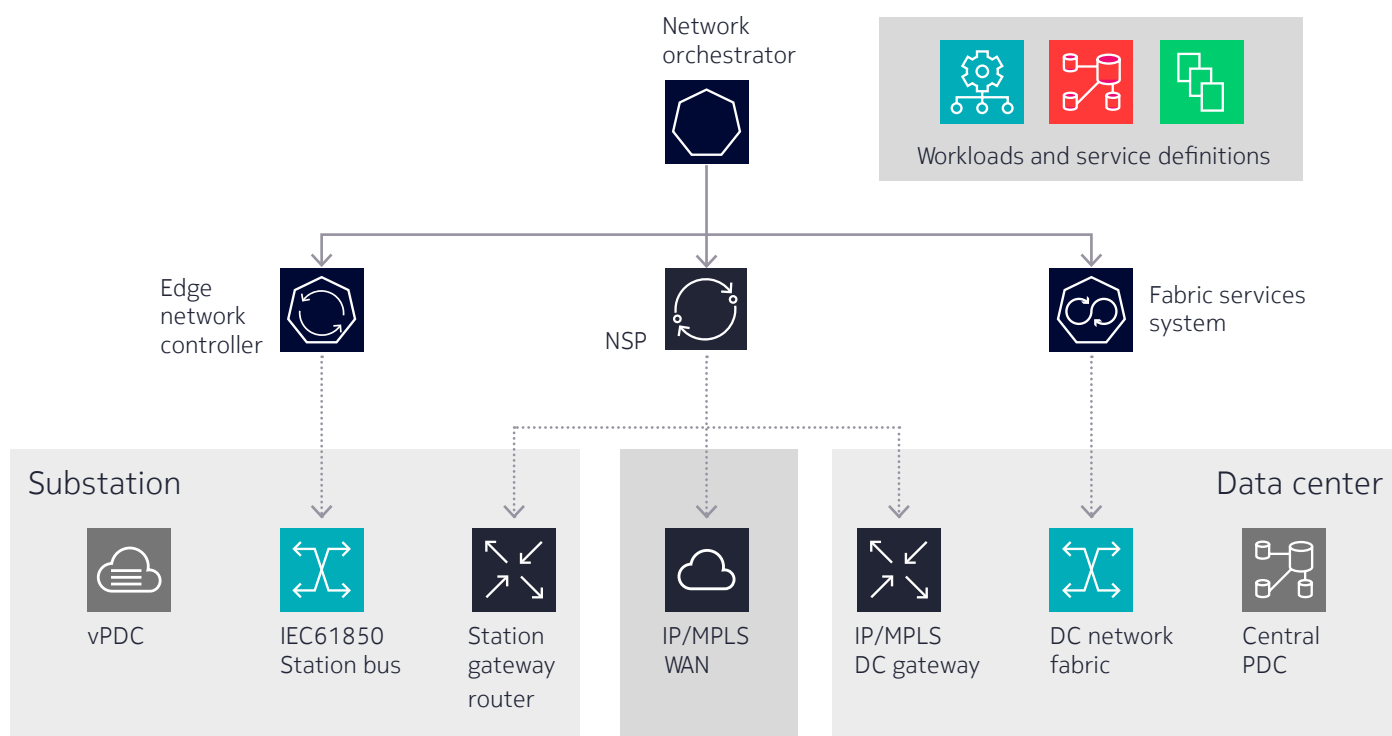 Network
orchestrator
Workloads and service definitions
Edge
network
controller
NSP
Fabric services
system
Substation
Data center
vPDC
IEC61850
Station bus
Station
gateway
router
IP/MPLS
WAN
IP/MPLS
DC gateway
DC network
fabric
Central
PDC